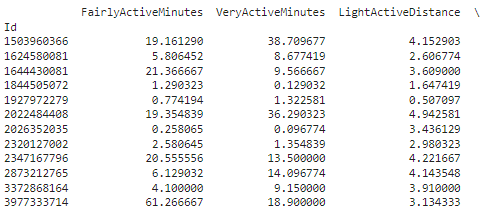 FairlyActiveMinutes VeryActiveMinutes LightActiveDistance \
Id
1503960366 19.161290 38.709677 4.152903
1624580081 5.806452 8.677419 2.606774
1644430081 21.366667 9.566667 3.609000
1844505072 1.290323 0.129032 1.647419
1927972279 0.774194 1.322581 0.507097
2022484408 19.354839 36.290323 4.942581
2026352035 0.258065 0.096774 3.436129
2320127002 2.580645 1.354839 2.980323
2347167796 20.555556 13.500000 4.221667
2873212765 6.129032 14.096774 4.143548
3372868164 4.100000 9.150000 3.910000
3977333714 61.266667 18.900000 3.134333